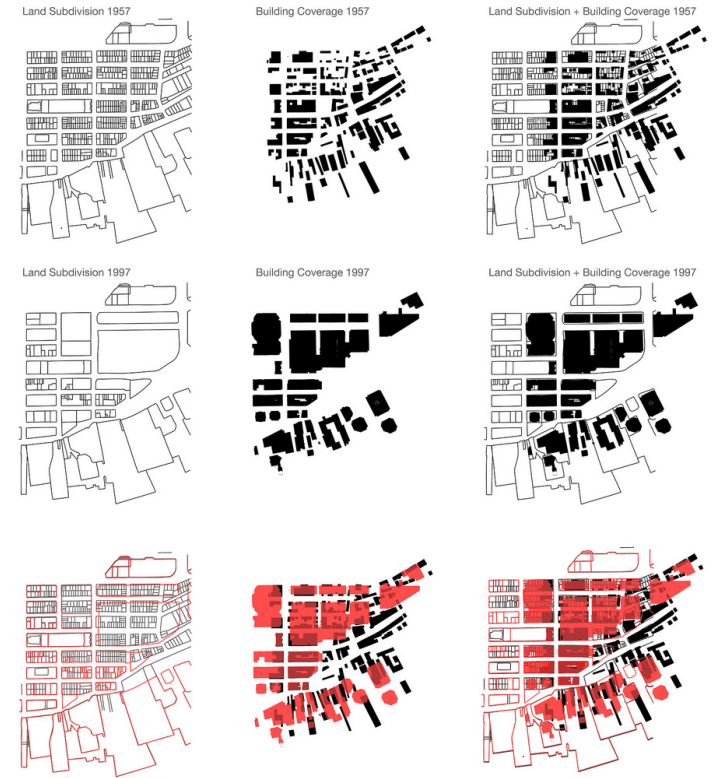 Land Subdivision 1957
Building Coverage 1957
Land Subdivision + Building Coverage 1957
Land Subdivision 1997
Building Coverage 1997
Land Subdivision + Building Coverage 1997